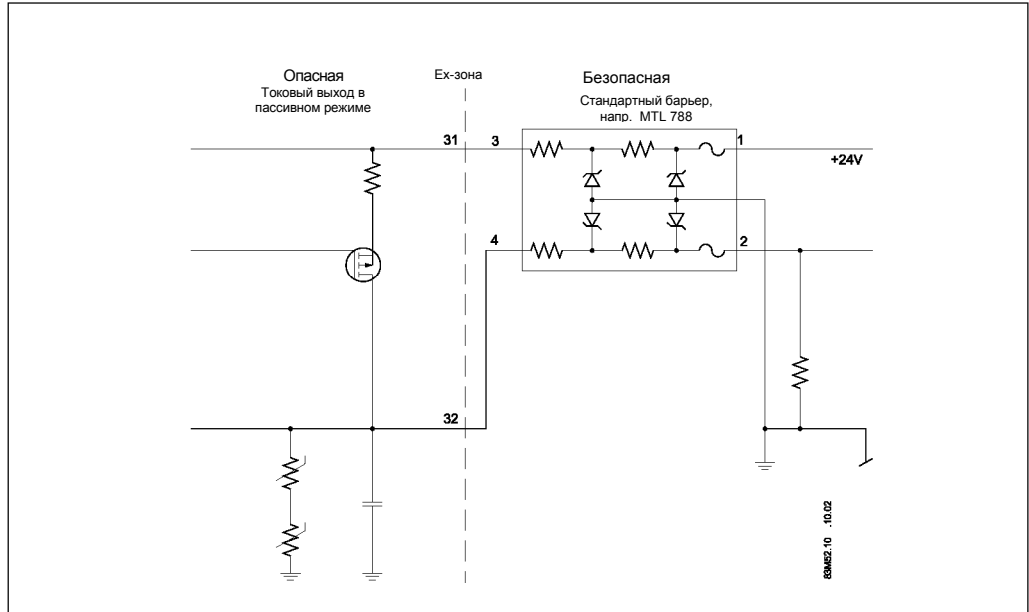 Опасная
Токовый выход в
пассивном режиме
Ex-зона
Безопасная
Стандартный барьер,
напр. MTL 788
31
3
1
+24V
4
2
32
83M52.10 .10.02